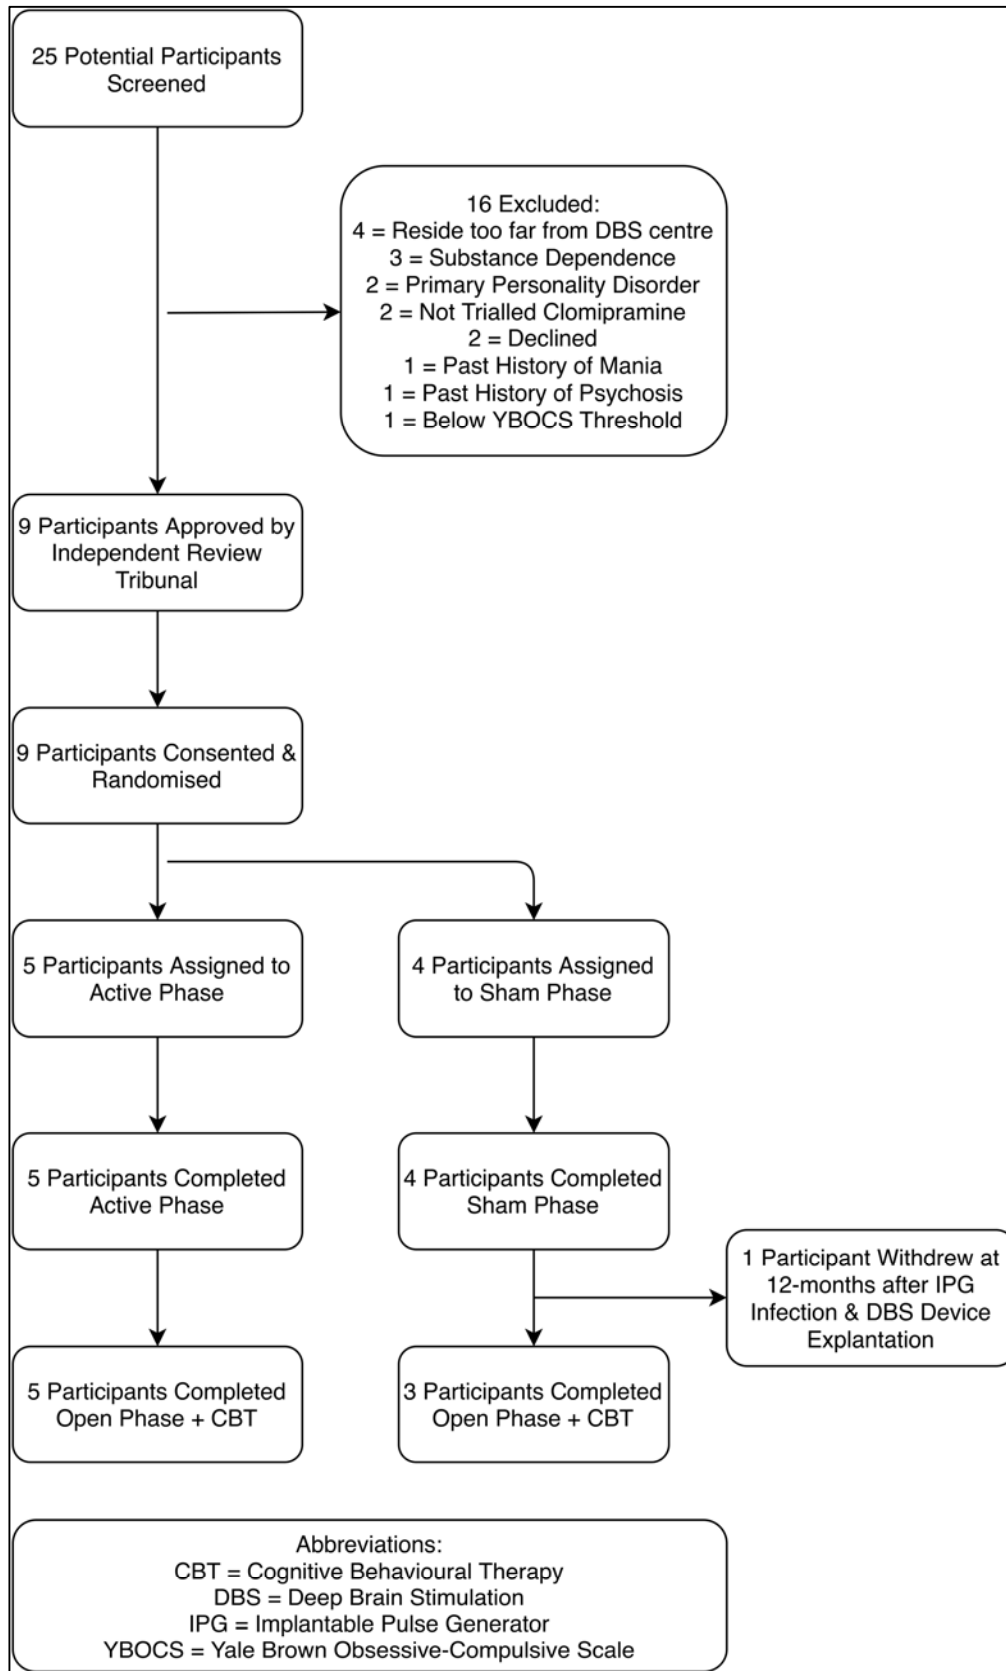 25 Potential Participants
Screened
16 Excluded:
4 = Reside too far from DBS centre
3 = Substance Dependence
2 = Primary Personality Disorder
2 = Not Trialled Clomipramine
2 = Declined
1 = Past History of Mania
1 = Past History of Psychosis
1 = Below YBOCS Threshold
9 Participants Approved by
Independent Review
Tribunal
9 Participants Consented &
Randomised
5 Participants Assigned to
Active Phase
4 Participants Assigned
to Sham Phase
5 Participants Completed
Active Phase
4 Participants Completed
Sham Phase
1 Participant Withdrew at
12-months after IPG
Infection & DBS Device
Explantation
5 Participants Completed
Open Phase + CBT
3 Participants Completed
Open Phase + CBT
Abbreviations:
CBT = Cognitive Behavioural Therapy
DBS = Deep Brain Stimulation
IPG = Implantable Pulse Generator
YBOCS = Yale Brown Obsessive-Compulsive Scale